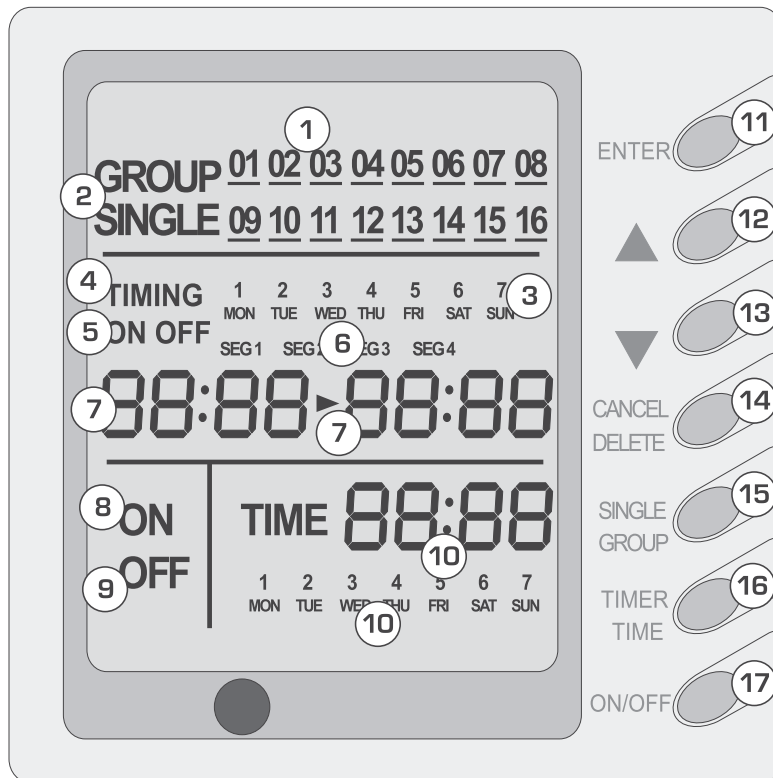 1
GROUP 01 02 03 04 05 06 07 08
2
SINGLE 09 10 11 12 13 14 15 16
4
TIMING
1 2 3 4 5 6 7
MON TUE WED THU FRI SAT SUN
3
5
ON OFF
6
SEG1 SEG2 SEG3 SEG4
88:88 ▶ 88:88
7
7
8
ON
TIME 88:88
9
OFF
10
1 2 3 4 5 6 7
MON TUE WED THU FRI SAT SUN
10
ENTER
11
▲
12
▼
13
CANCEL
DELETE
14
SINGLE
GROUP
15
TIMER
TIME
16
ON/OFF
17